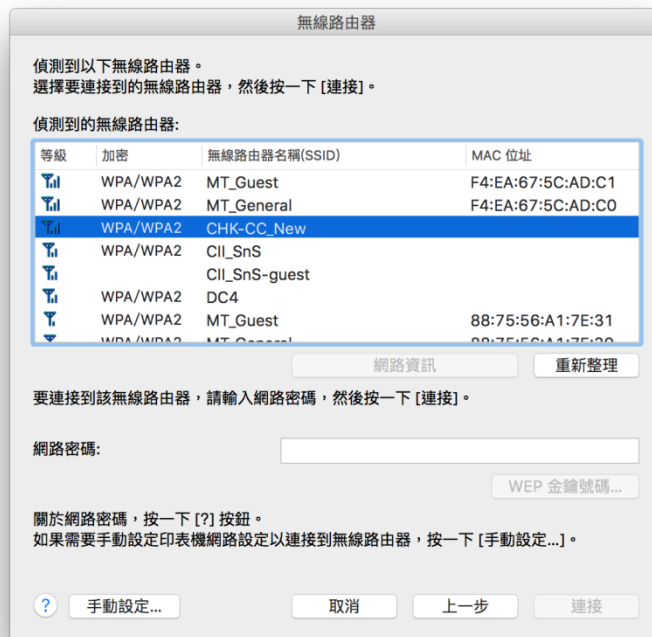 無線路由器
偵測到以下無線路由器。
選擇要連接到的無線路由器，然後按一下 [連接]。
偵測到的無線路由器:
等級 加密 無線路由器名稱(SSID) MAC 位址
WPA/WPA2 MT_Guest F4:EA:67:5C:AD:C1
WPA/WPA2 MT_General F4:EA:67:5C:AD:C0
WPA/WPA2 CHK-CC_New
WPA/WPA2 CII_SnS
CII_SnS-guest
WPA/WPA2 DC4
WPA/WPA2 MT_Guest 88:75:56:A1:7E:31
WPA/WPA2 MT_General 88:75:56:A1:7E:30
網路資訊 重新整理
要連接到該無線路由器，請輸入網路密碼，然後按一下 [連接]。
網路密碼:
WEP 金鑰號碼...
關於網路密碼，按一下 [?] 按鈕。
如果需要手動設定印表機網路設定以連接到無線路由器，按一下 [手動設定...]。
? 手動設定... 取消 上一步 連接